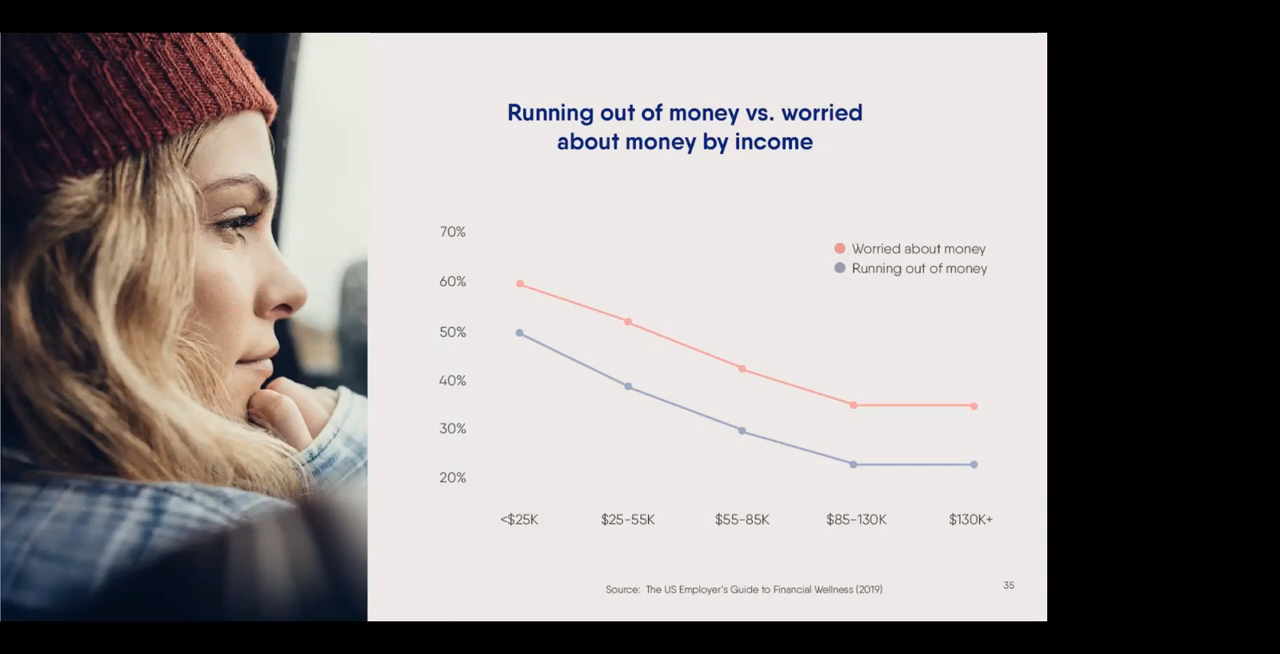 Running out of money vs. worried
about money by income
70%
Worried about money
Running out of money
60%
50%
40%
30%
20%
<$25K
$25-55K
$55-85K
$85-130K
$130K+
Source: The US Employer's Guide to Financial Wellness (2019)
35